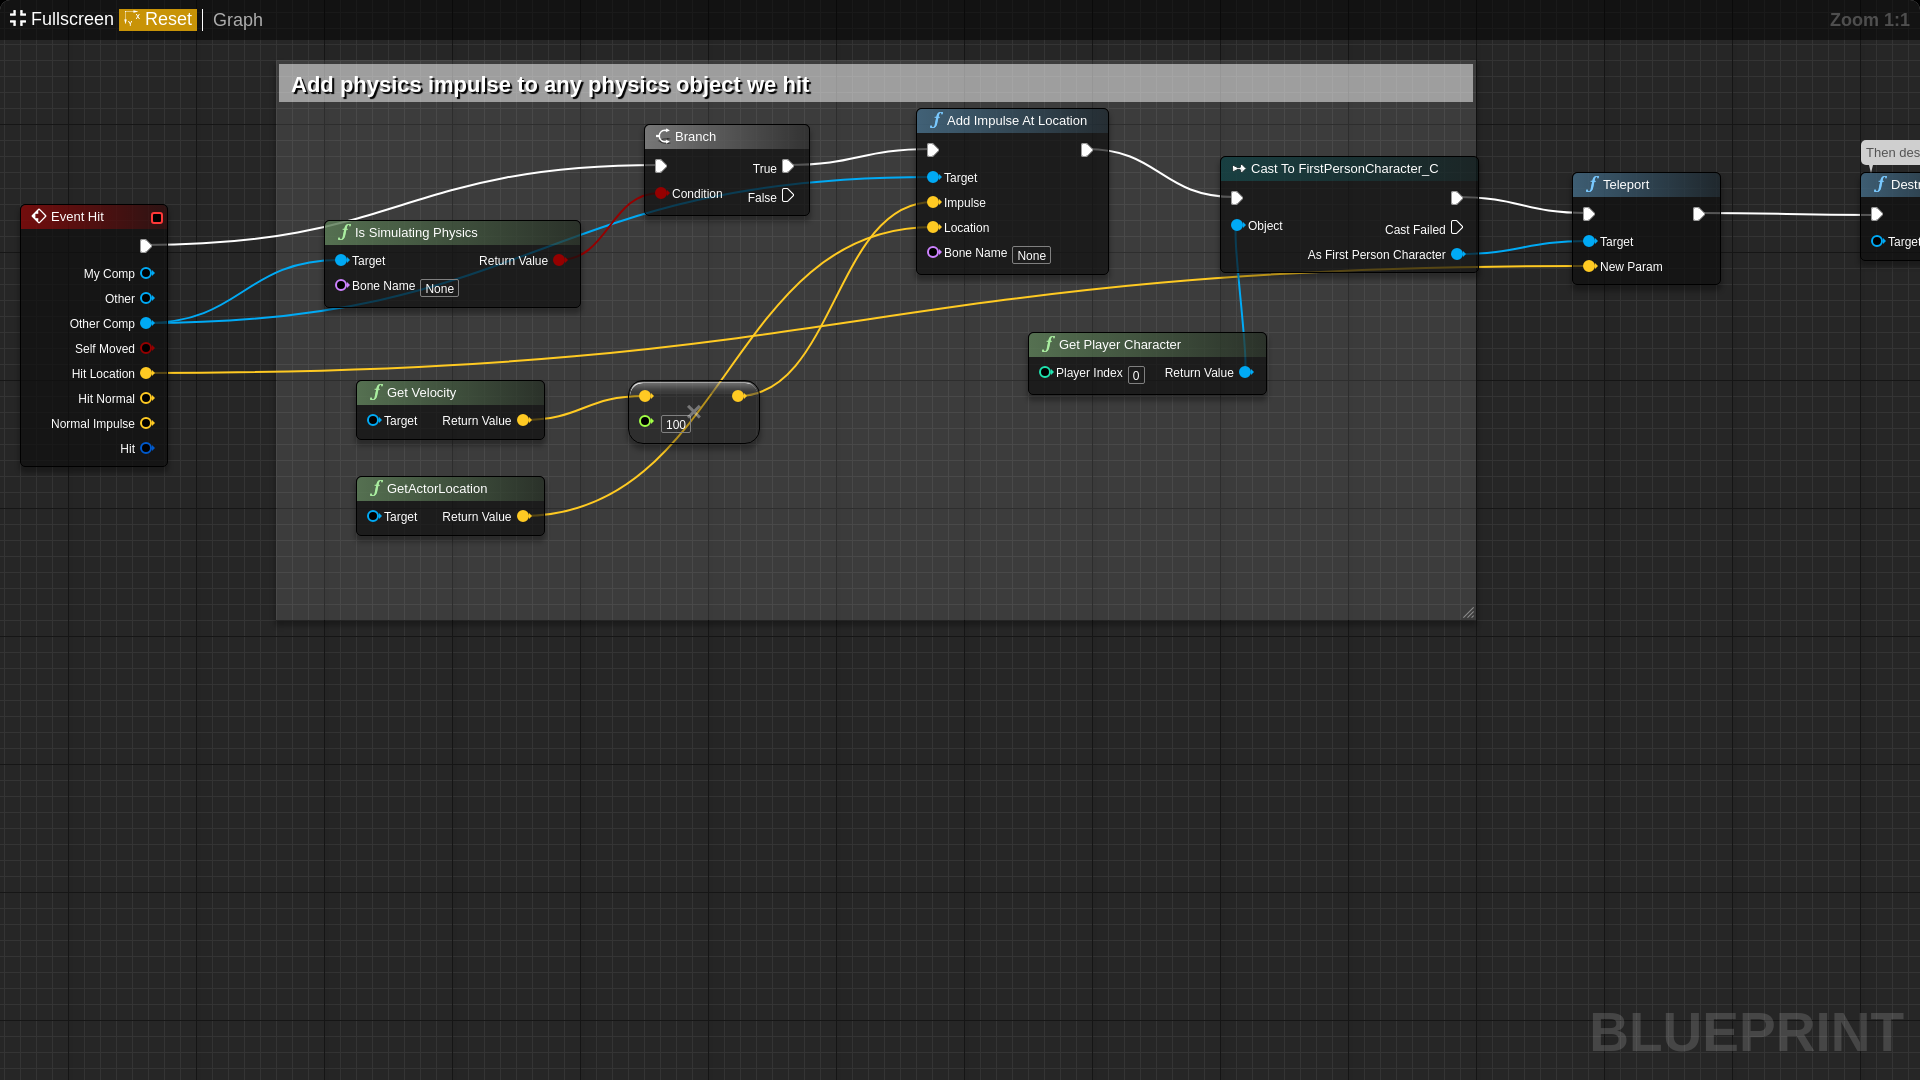 Fullscreen Reset Graph Zoom 1:1
Add physics impulse to any physics object we hit
Event Hit
My Comp
Other
Other Comp
Self Moved
Hit Location
Hit Normal
Normal Impulse
Hit
Is Simulating Physics
Target Return Value
Bone Name None
Branch
True
Condition
False
Add Impulse At Location
Target
Impulse
Location
Bone Name None
Cast To FirstPersonCharacter_C
Object
Cast Failed
As First Person Character
Teleport
Target
New Param
Then des
Destr
Target
Get Player Character
Player Index 0 Return Value
Get Velocity
Target Return Value
100
GetActorLocation
Target Return Value
BLUEPRINT